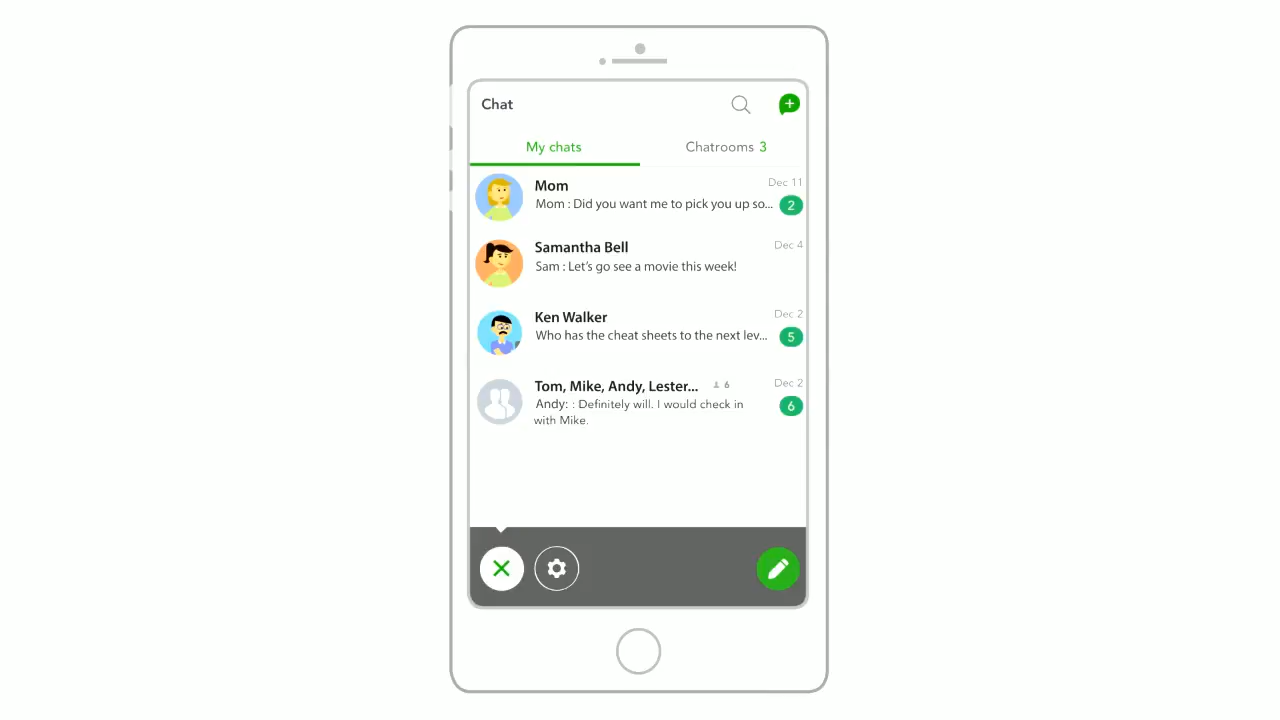 Chat
My chats
Chatrooms 3
Mom
Dec 11
Mom : Did you want me to pick you up so...
2
Samantha Bell
Dec 4
Sam : Let's go see a movie this week!
Ken Walker
Dec 2
Who has the cheat sheets to the next lev...
5
Tom, Mike, Andy, Lester...
6
Dec 2
Andy: : Definitely will. I would check in
with Mike.
6